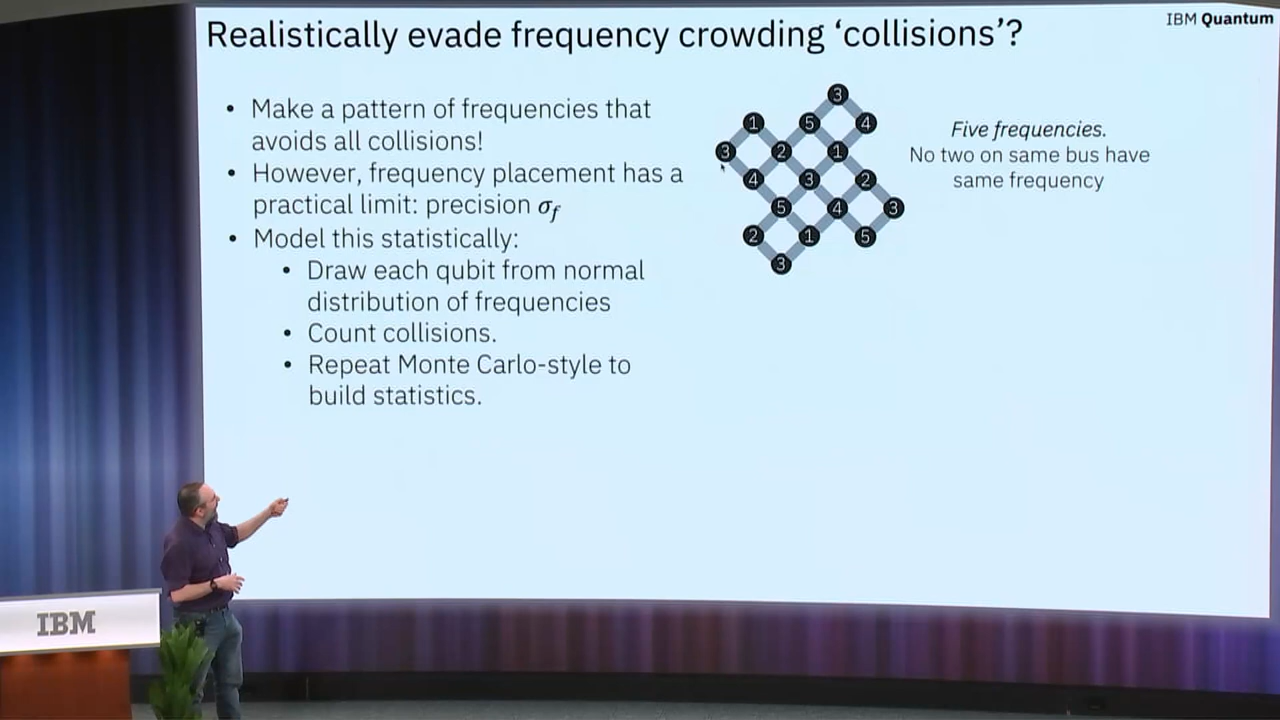 Realistically evade frequency crowding ‘collisions’?
IBM Quantum
• Make a pattern of frequencies that
avoids all collisions!
• However, frequency placement has a
practical limit: precision σf
• Model this statistically:
• Draw each qubit from normal
distribution of frequencies
• Count collisions.
• Repeat Monte Carlo-style to
build statistics.
3
1 5 4
3 2 1
4 3 2
5 4 3
2 1 5
3
Five frequencies.
No two on same bus have
same frequency
IBM